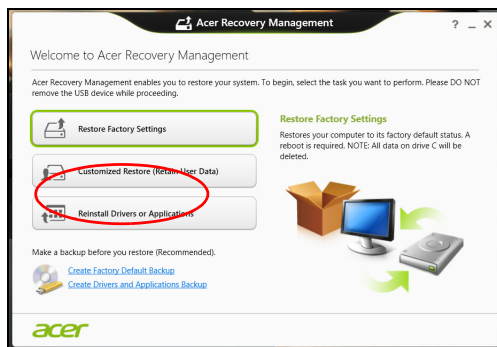 Acer Recovery Management
Welcome to Acer Recovery Management
Acer Recovery Management enables you to restore your system. To begin, select the task you want to perform. Please DO NOT
remove the USB device while proceeding.
Restore Factory Settings
Customized Restore (Retain User Data)
Reinstall Drivers or Applications
Restore Factory Settings
Restores your computer to its factory default status. A
reboot is required. NOTE: All data on drive C will be
deleted.
Make a backup before you restore (Recommended).
Create Factory Default Backup
Create Drivers and Applications Backup
acer